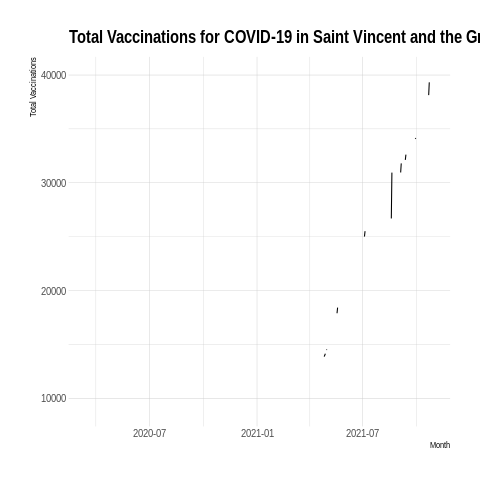 Total Vaccinations for COVID-19 in Saint Vincent and the Gr
Total Vaccinations
40000
30000
20000
10000
2020-07
2021-01
2021-07
Month